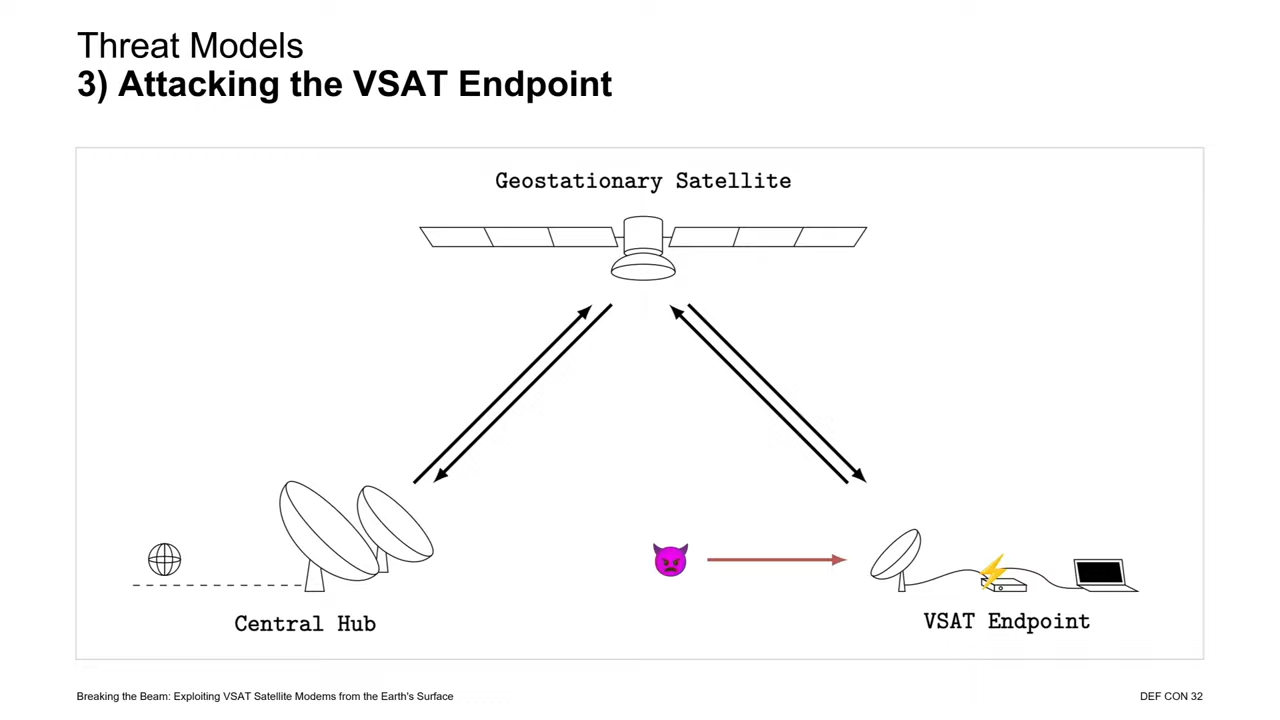 Threat Models
3) Attacking the VSAT Endpoint
Geostationary Satellite
Central Hub
VSAT Endpoint
Breaking the Beam: Exploiting VSAT Satellite Modems from the Earth's Surface
DEF CON 32